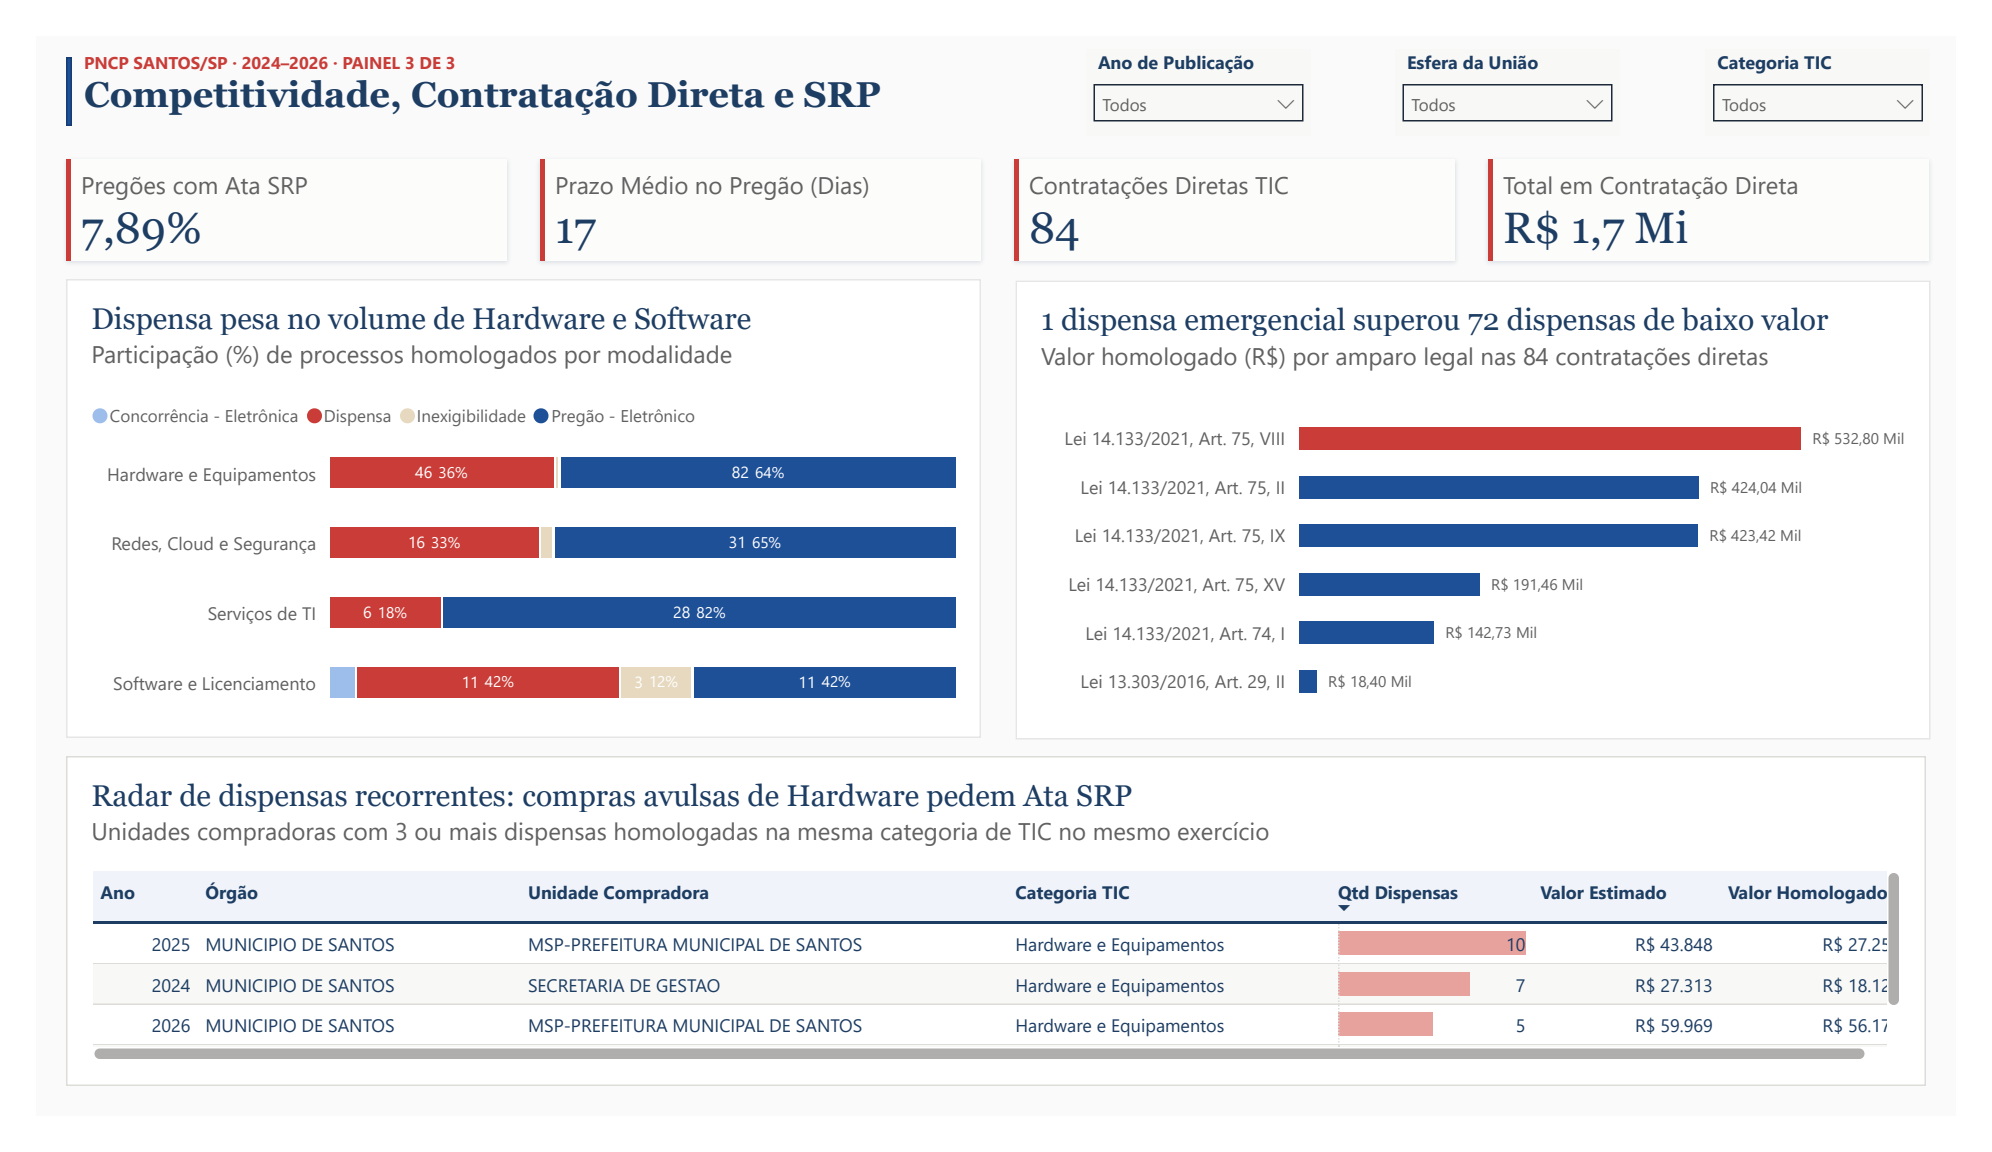 PNCP SANTOS/SP · 2024–2026 · PAINEL 3 DE 3
Competitividade, Contratação Direta e SRP
Ano de Publicação
Todos
Esfera da União
Todos
Categoria TIC
Todos
Pregões com Ata SRP
7,89%
Prazo Médio no Pregão (Dias)
17
Contratações Diretas TIC
84
Total em Contratação Direta
R$ 1,7 Mi
Dispensa pesa no volume de Hardware e Software
Participação (%) de processos homologados por modalidade
Concorrência - Eletrônica Dispensa Inexigibilidade Pregão - Eletrônico
Hardware e Equipamentos 46 36% 82 64%
Redes, Cloud e Segurança 16 33% 31 65%
Serviços de TI 6 18% 28 82%
Software e Licenciamento 11 42% 3 12% 11 42%
1 dispensa emergencial superou 72 dispensas de baixo valor
Valor homologado (R$) por amparo legal nas 84 contratações diretas
Lei 14.133/2021, Art. 75, VIII R$ 532,80 Mil
Lei 14.133/2021, Art. 75, II R$ 424,04 Mil
Lei 14.133/2021, Art. 75, IX R$ 423,42 Mil
Lei 14.133/2021, Art. 75, XV R$ 191,46 Mil
Lei 14.133/2021, Art. 74, I R$ 142,73 Mil
Lei 13.303/2016, Art. 29, II R$ 18,40 Mil
Radar de dispensas recorrentes: compras avulsas de Hardware pedem Ata SRP
Unidades compradoras com 3 ou mais dispensas homologadas na mesma categoria de TIC no mesmo exercício
Ano Órgão Unidade Compradora Categoria TIC Qtd Dispensas Valor Estimado Valor Homologado
2025 MUNICIPIO DE SANTOS MSP-PREFEITURA MUNICIPAL DE SANTOS Hardware e Equipamentos 10 R$ 43.848 R$ 27.25
2024 MUNICIPIO DE SANTOS SECRETARIA DE GESTAO Hardware e Equipamentos 7 R$ 27.313 R$ 18.12
2026 MUNICIPIO DE SANTOS MSP-PREFEITURA MUNICIPAL DE SANTOS Hardware e Equipamentos 5 R$ 59.969 R$ 56.17